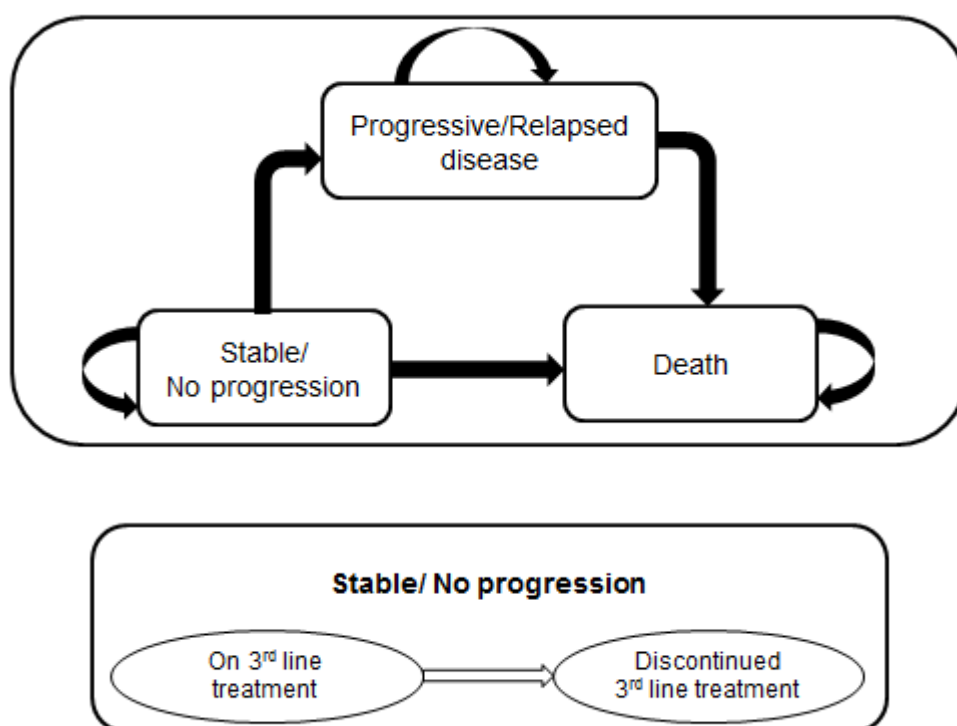 Progressive/Relapsed
disease
Stable/
No progression
Death
Stable/ No progression
On 3rd line
treatment
Discontinued
3rd line treatment